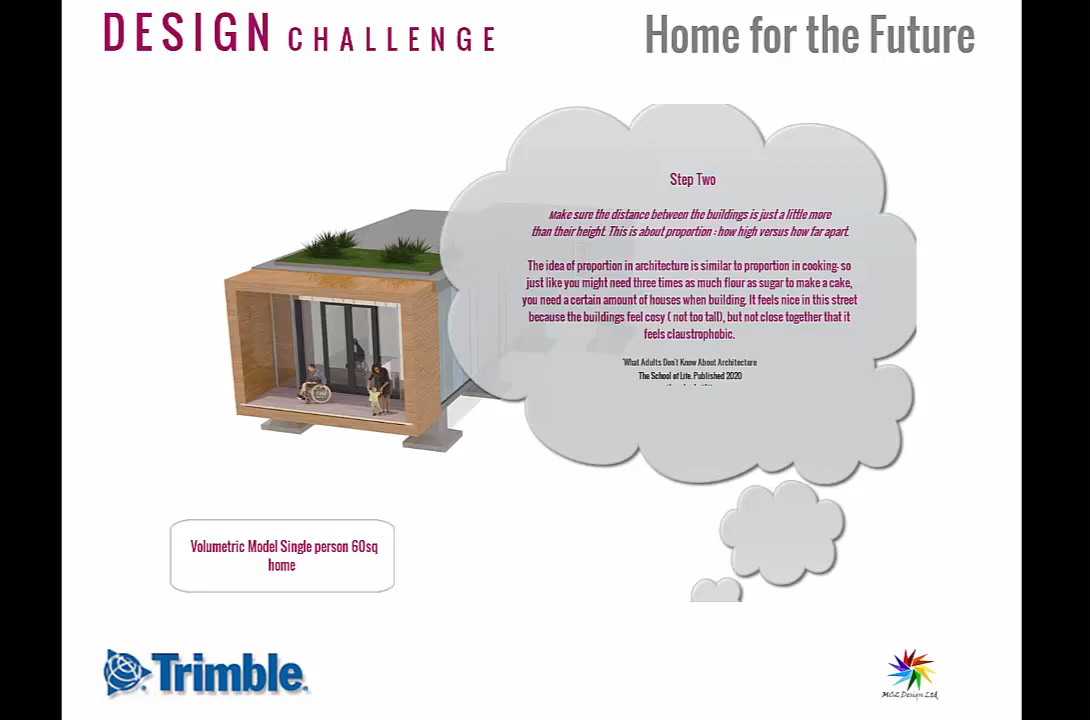 DESIGN CHALLENGE
Home for the Future
Step Two
Make sure the distance between the buildings is just a little more
than their height. This is about proportion : how high versus how far apart.
The idea of proportion in architecture is similar to proportion in cooking. so
just like you might need three times as much flour as sugar to make a cake,
you need a certain amount of houses when building. It feels nice in this street
because the buildings feel cosy ( not too tall), but not close together that it
feels claustrophobic.
'What Adults Don't Know About Architecture
The School of Life. Published 2020
Volumetric Model Single person 60sq
home
Trimble
MCL Design Ltd